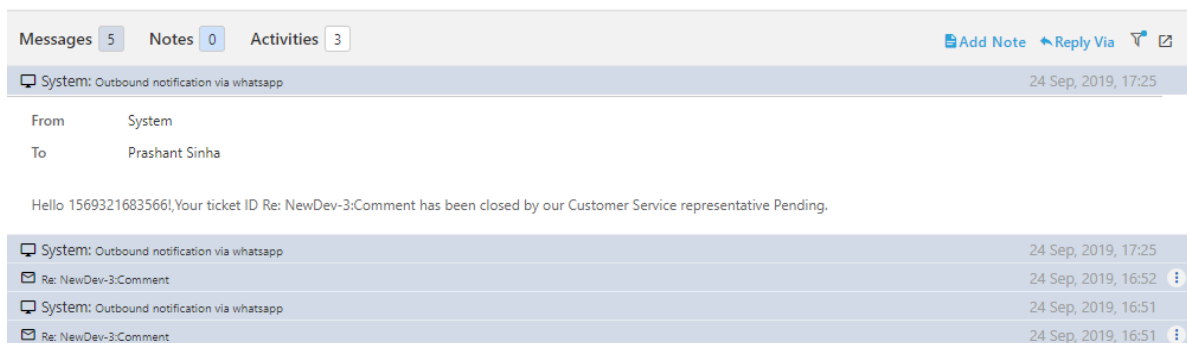 Messages 5 Notes 0 Activities 3 Add Note Reply Via
System: Outbound notification via whatsapp 24 Sep, 2019, 17:25
From System
To Prashant Sinha
Hello 1569321683566!,Your ticket ID Re: NewDev-3:Comment has been closed by our Customer Service representative Pending.
System: Outbound notification via whatsapp 24 Sep, 2019, 17:25
Re: NewDev-3:Comment 24 Sep, 2019, 16:52
System: Outbound notification via whatsapp 24 Sep, 2019, 16:51
Re: NewDev-3:Comment 24 Sep, 2019, 16:51